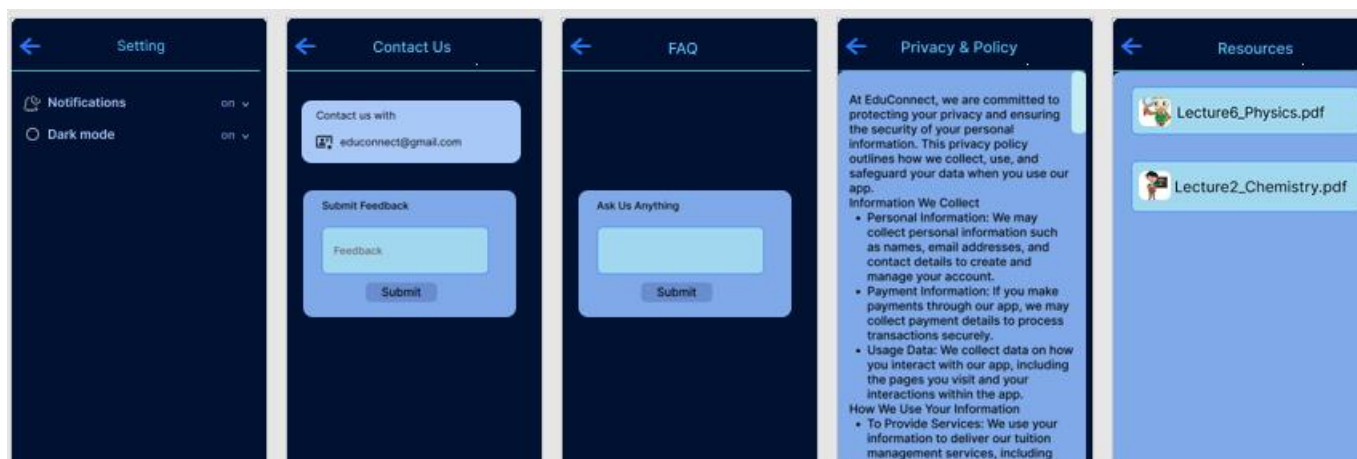 Setting
Notifications on
Dark mode on
Contact Us
Contact us with
educonnect@gmail.com
Submit Feedback
Feedback
Submit
FAQ
Ask Us Anything
Submit
Privacy & Policy
At EduConnect, we are committed to
protecting your privacy and ensuring
the security of your personal
information. This privacy policy
outlines how we collect, use, and
safeguard your data when you use our
app.
Information We Collect
• Personal Information: We may
collect personal information such
as names, email addresses, and
contact details to create and
manage your account.
• Payment Information: If you make
payments through our app, we may
collect payment details to process
transactions securely.
• Usage Data: We collect data on how
you interact with our app, including
the pages you visit and your
interactions within the app.
How We Use Your Information
• To Provide Services: We use your
information to deliver our tuition
management services, including
Resources
Lecture6_Physics.pdf
Lecture2_Chemistry.pdf